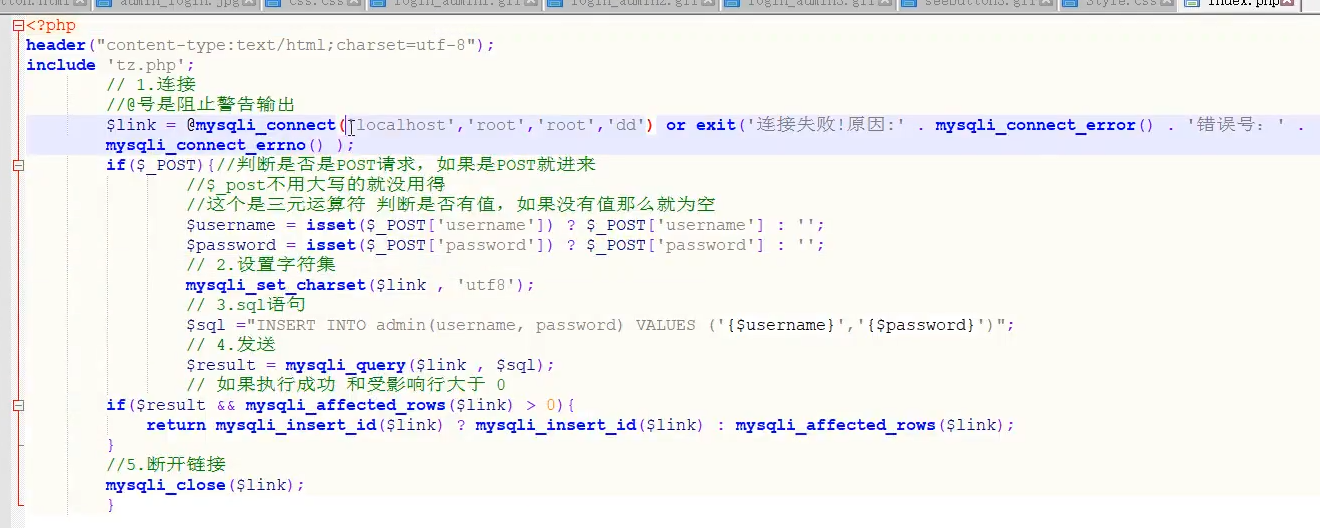 tton.html admin_login.jpg css.css login_admin1.gif login_admin2.gif login_admin3.gif seebutton3.gif Style.css index.php
<?php
header("content-type:text/html;charset=utf-8");
include 'tz.php';
// 1.连接
//@号是阻止警告输出
$link = @mysqli_connect('localhost','root','root','dd') or exit('连接失败!原因:' . mysqli_connect_error() . '错误号：' .
mysqli_connect_errno() );
if($_POST){//判断是否是POST请求，如果是POST就进来
//$_post不用大写的就没用得
//这个是三元运算符 判断是否有值，如果没有值那么就为空
$username = isset($_POST['username']) ? $_POST['username'] : '';
$password = isset($_POST['password']) ? $_POST['password'] : '';
// 2.设置字符集
mysqli_set_charset($link , 'utf8');
// 3.sql语句
$sql ="INSERT INTO admin(username, password) VALUES ('{$username}','{$password}')";
// 4.发送
$result = mysqli_query($link , $sql);
// 如果执行成功 和受影响行大于 0
if($result && mysqli_affected_rows($link) > 0){
return mysqli_insert_id($link) ? mysqli_insert_id($link) : mysqli_affected_rows($link);
}
//5.断开链接
mysqli_close($link);
}